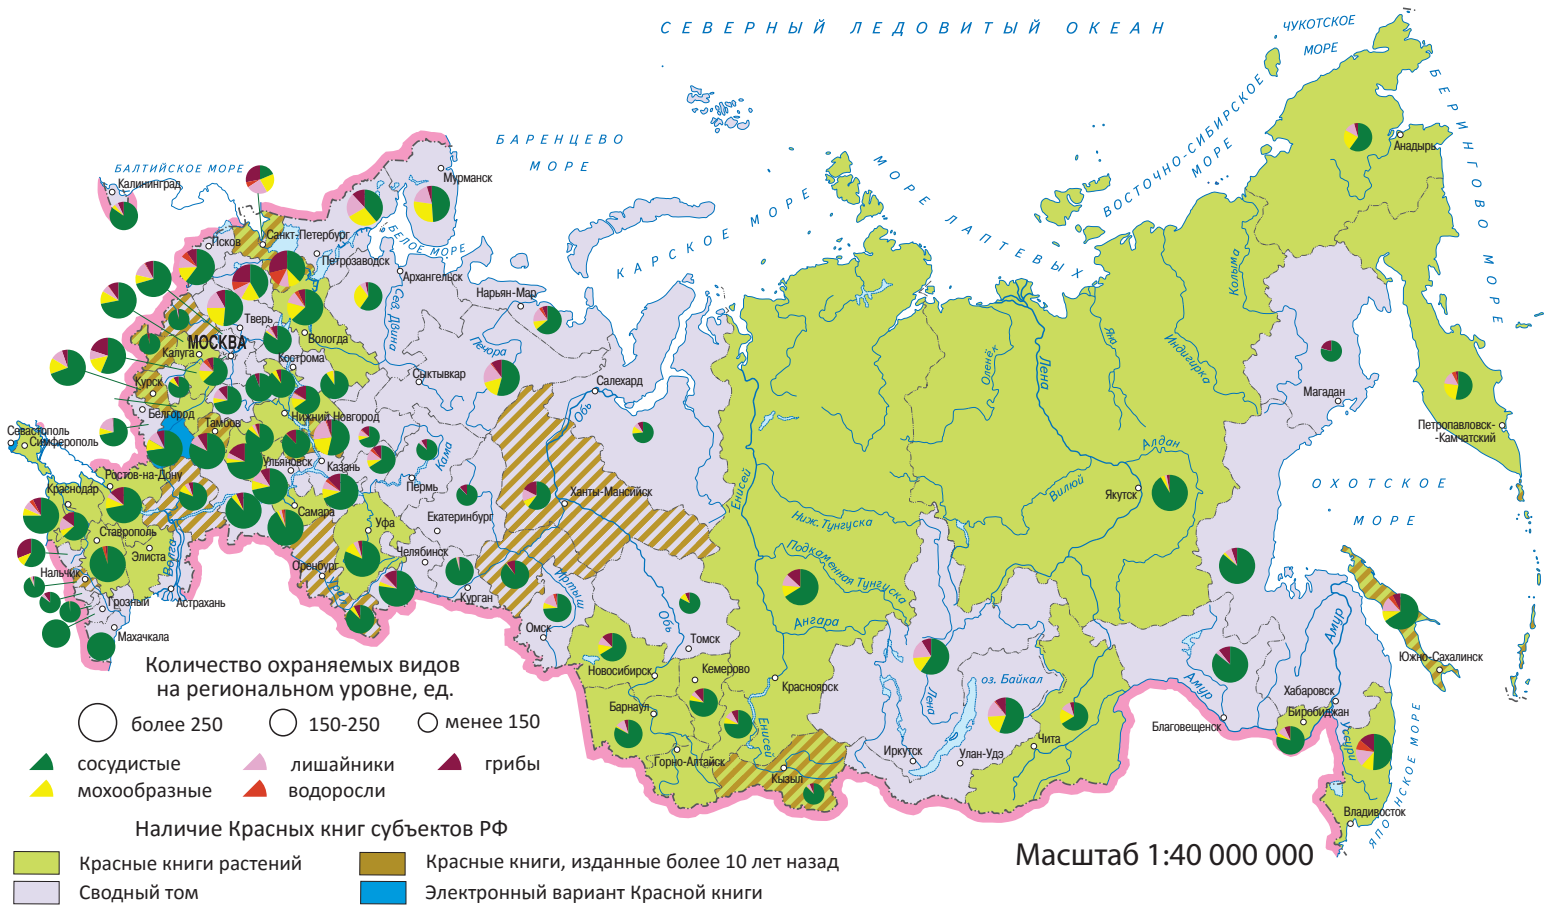 СЕВЕРНЫЙ ЛЕДОВИТЫЙ ОКЕАН
ЧУКОТСКОЕ
МОРЕ
БЕРИНГОВО МОРЕ
ВОСТОЧНО-СИБИРСКОЕ
МОРЕ
МОРЕ ЛАПТЕВЫХ
КАРСКОЕ МОРЕ
БАРЕНЦЕВО
МОРЕ
БАЛТИЙСКОЕ МОРЕ
БЕЛОЕ МОРЕ
ОХОТСКОЕ
МОРЕ
ЯПОНСКОЕ МОРЕ
Калининград
Мурманск
Анадырь
Псков
Санкт-Петербург
Петрозаводск
Архангельск
Нарьян-Мар
Сев. Двина
Печора
Тверь
Вологда
МОСКВА
Калуга
Кострома
Сыктывкар
Салехард
Обь
Курск
Белгород
Тамбов
Нижний Новгород
Севастополь
Симферополь
Ульяновск
Казань
Кама
Пермь
Ростов-на-Дону
Краснодар
Самара
Екатеринбург
Ханты-Мансийск
Уфа
Ставрополь
Элиста
Волга
Оренбург
Урал
Челябинск
Курган
Нальчик
Грозный
Астрахань
Махачкала
Иртыш
Омск
Обь
Томск
Новосибирск
Кемерово
Барнаул
Горно-Алтайск
Красноярск
Енисей
Енисей
Кызыл
Ниж. Тунгуска
Подкаменная Тунгуска
Ангара
Оленёк
Лена
Яна
Индигирка
Колыма
Алдан
Вилюй
Якутск
Магадан
Петропавловск-
-Камчатский
Лена
оз. Байкал
Иркутск
Улан-Удэ
Чита
Амур
Амур
Благовещенск
Хабаровск
Биробиджан
Уссури
Владивосток
Южно-Сахалинск
Количество охраняемых видов
на региональном уровне, ед.
более 250
150-250
менее 150
сосудистые
лишайники
грибы
мохообразные
водоросли
Наличие Красных книг субъектов РФ
Красные книги растений
Красные книги, изданные более 10 лет назад
Сводный том
Электронный вариант Красной книги
Масштаб 1:40 000 000